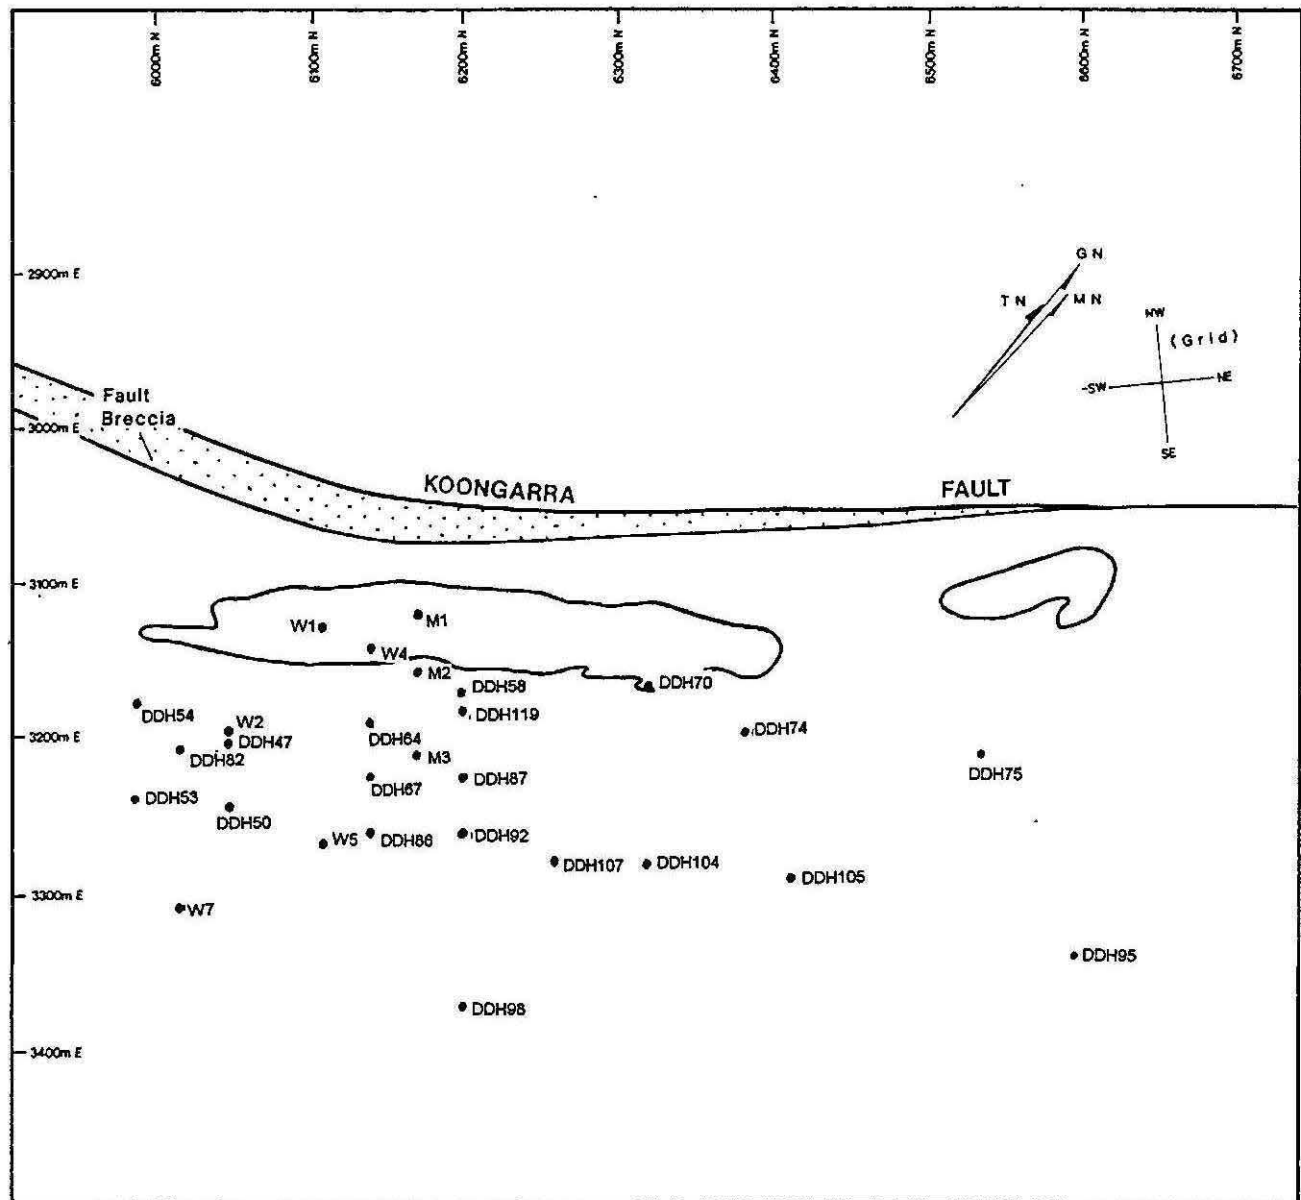 6000m N
6100m N
6200m N
6300m N
6400m N
6500m N
6600m N
6700m N
2900m E
G N
T N
M N
NW
(Grid)
-SW
NE
SE
Fault
Breccia
3000m E
KOONGARRA
FAULT
3100m E
W1
M1
W4
M2
DDH58
DDH70
DDH54
W2
DDH119
DDH47
DDH64
DDH74
3200m E
DDH82
M3
DDH75
DDH67
DDH87
DDH53
DDH50
W5
DDH86
DDH92
DDH107
DDH104
DDH105
3300m E
W7
DDH95
DDH98
3400m E